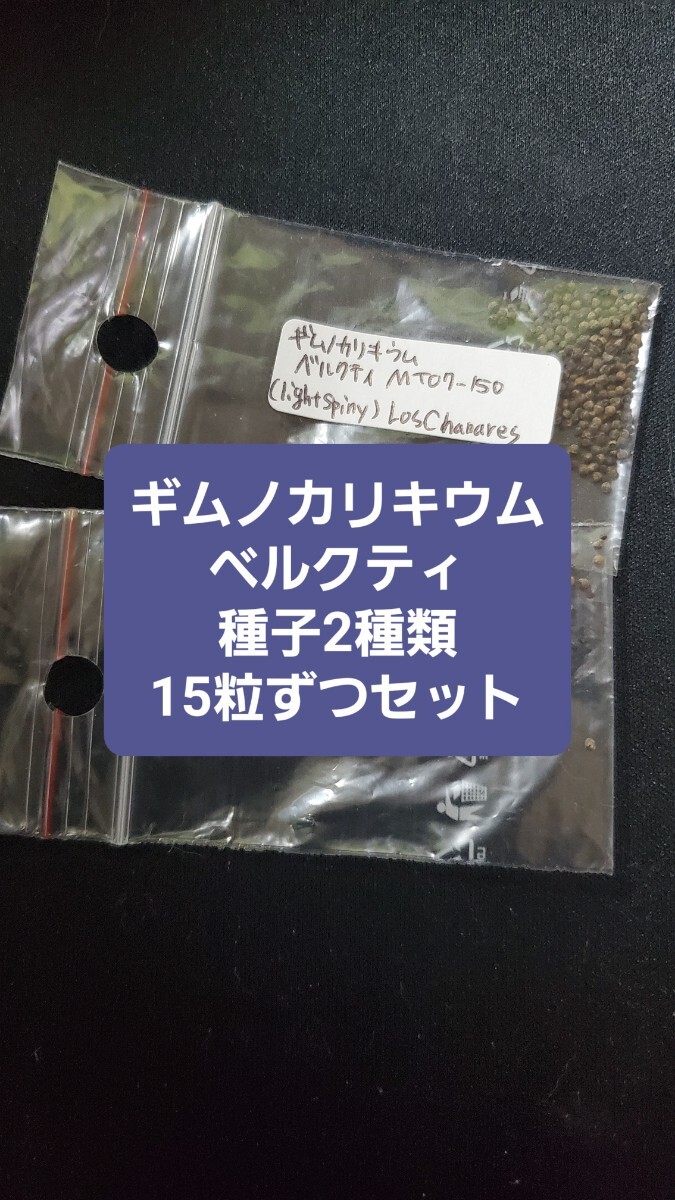 ギムノカリキウム
ベルクティ MT07-150
(lightSpiny) LosChanares
ギムノカリキウム
ベルクティ
種子2種類
15粒ずつセット